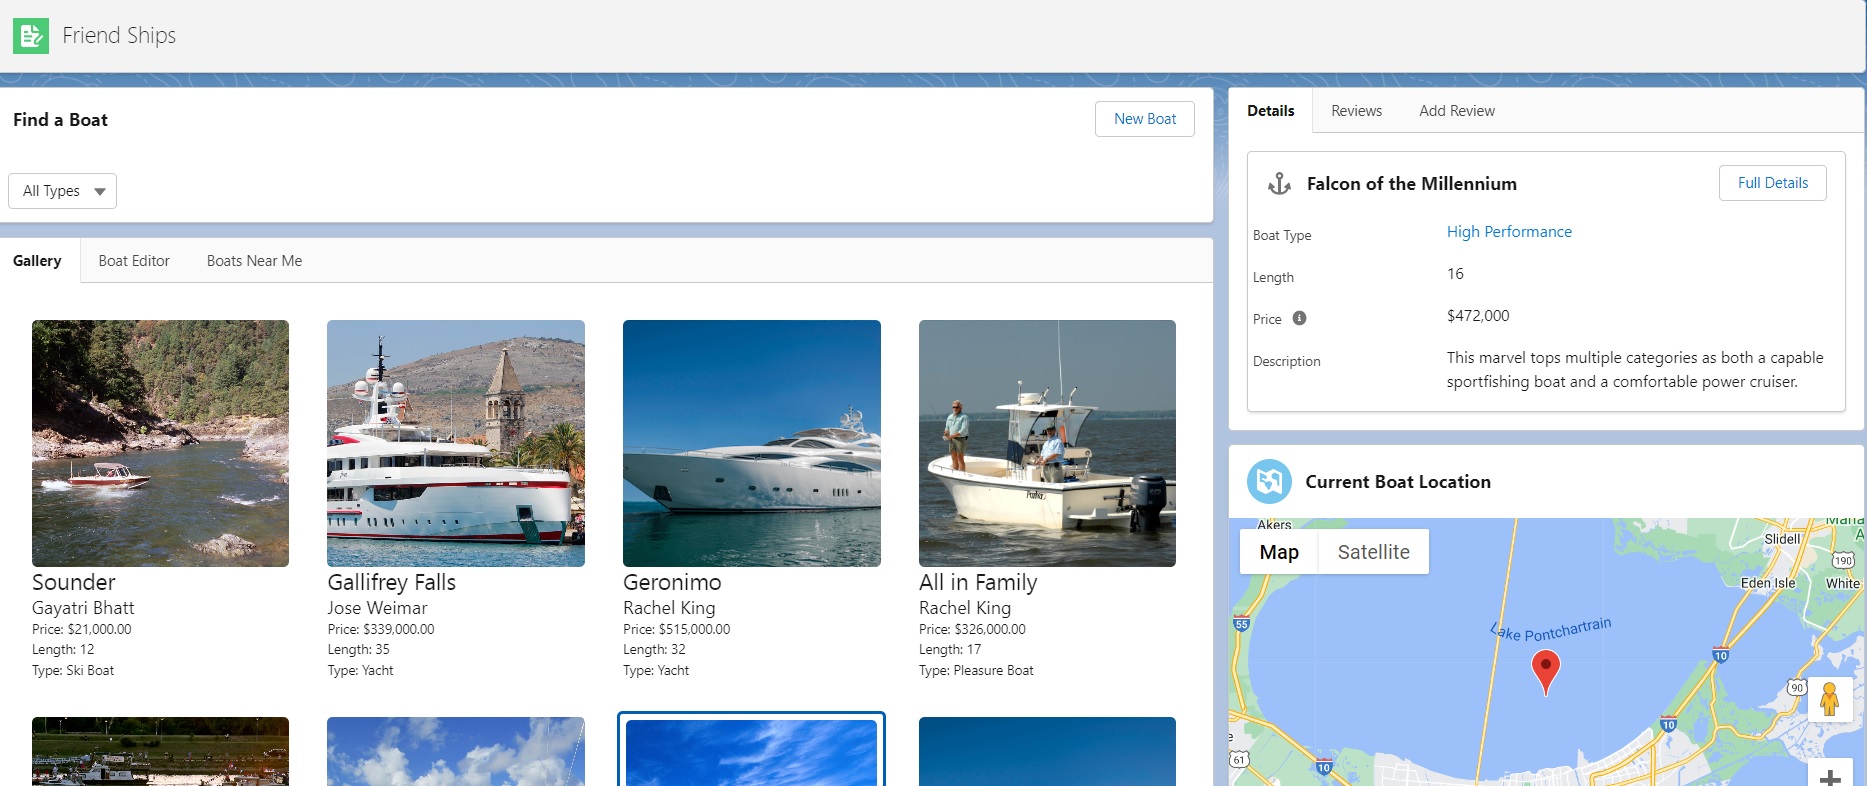 Friend Ships
Find a Boat
New Boat
All Types
Gallery
Boat Editor
Boats Near Me
Sounder
Gayatri Bhatt
Price: $21,000.00
Length: 12
Type: Ski Boat
Gallifrey Falls
Jose Weimar
Price: $339,000.00
Length: 35
Type: Yacht
Geronimo
Rachel King
Price: $515,000.00
Length: 32
Type: Yacht
All in Family
Rachel King
Price: $326,000.00
Length: 17
Type: Pleasure Boat
Details
Reviews
Add Review
Falcon of the Millennium
Full Details
Boat Type
High Performance
Length
16
Price
$472,000
Description
This marvel tops multiple categories as both a capable
sportfishing boat and a comfortable power cruiser.
Current Boat Location
Map
Satellite
Akers
Slidell
190
Eden Isle
White
55
Lake Pontchartrain
10
90
10
61
10